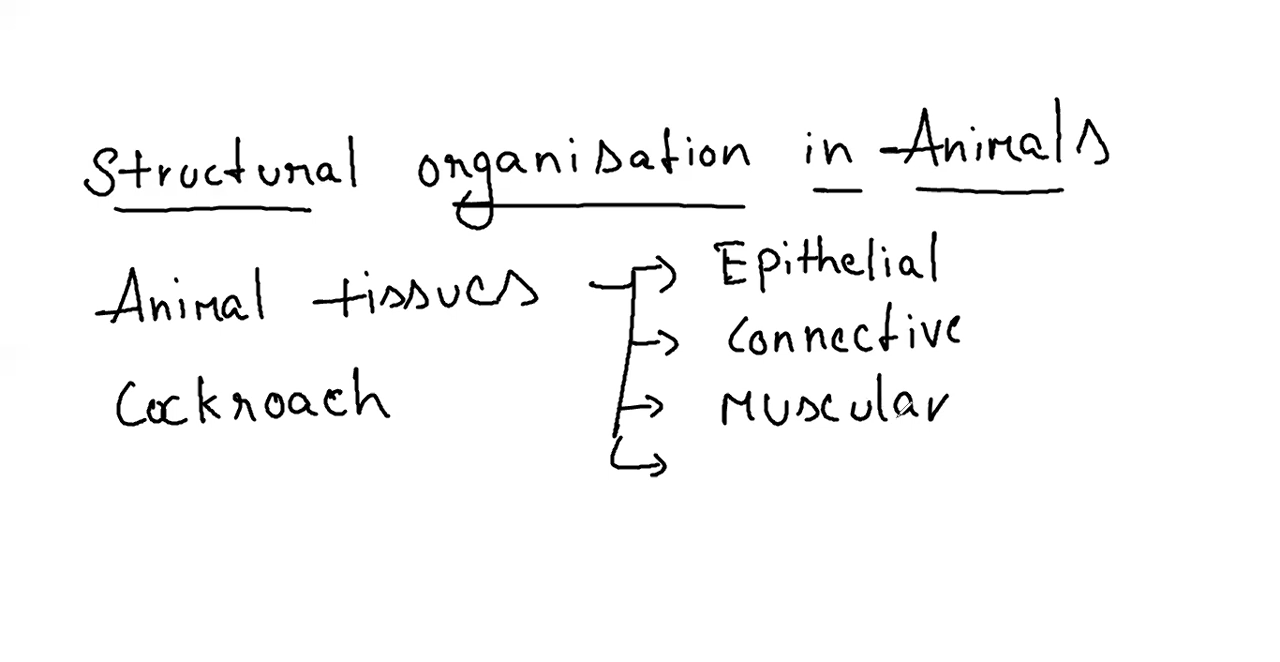 Structural organisation in Animals
Animal tissues
Epithelial
Connective
Muscular
Cockroach